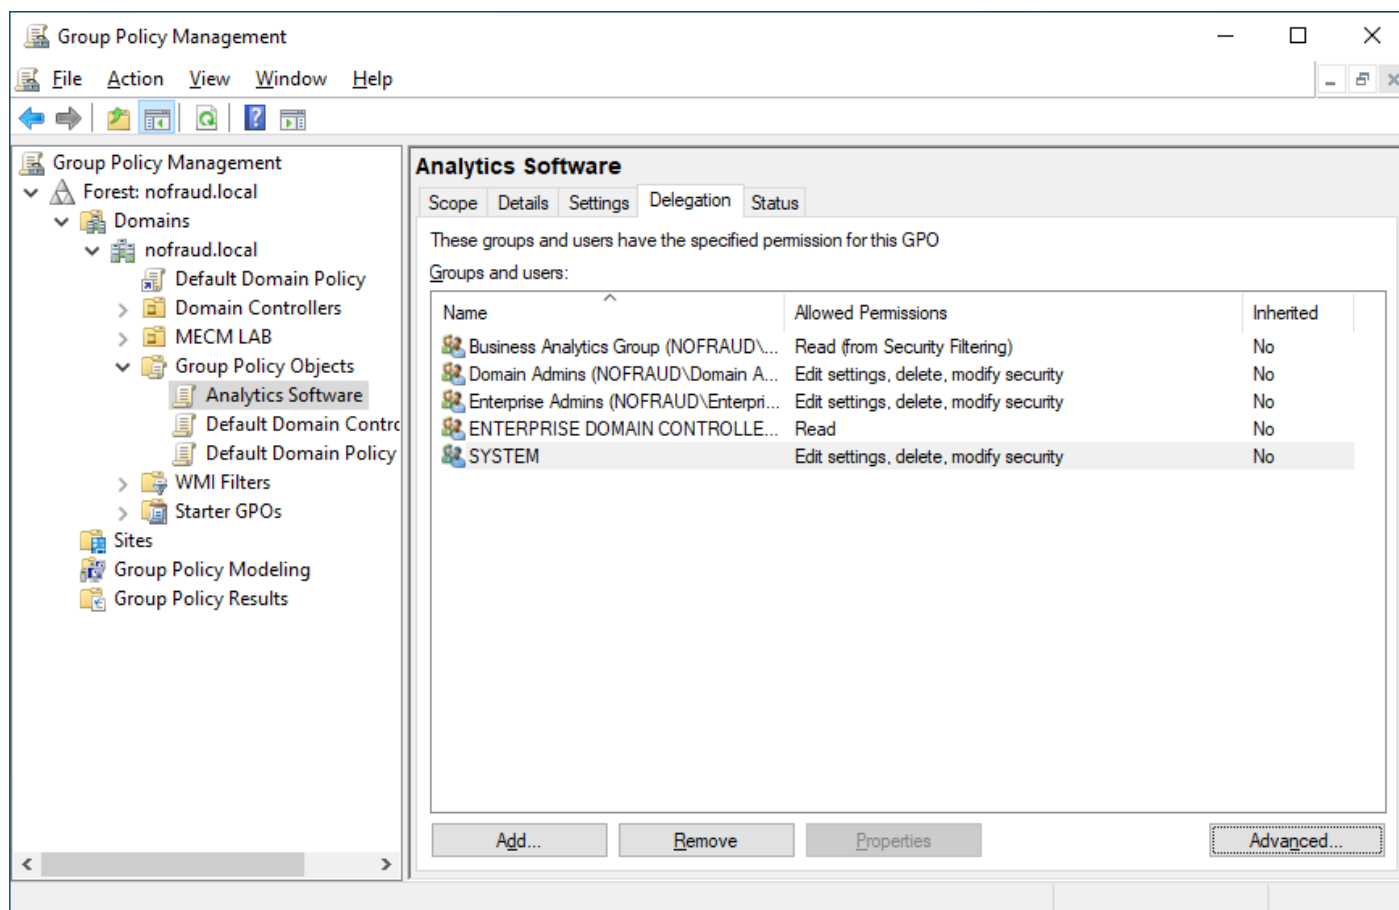 Group Policy Management
File Action View Window Help
Group Policy Management
Forest: nofraud.local
Domains
nofraud.local
Default Domain Policy
Domain Controllers
MECM LAB
Group Policy Objects
Analytics Software
Default Domain Contrc
Default Domain Policy
WMI Filters
Starter GPOs
Sites
Group Policy Modeling
Group Policy Results
Analytics Software
Scope Details Settings Delegation Status
These groups and users have the specified permission for this GPO
Groups and users:
Name Allowed Permissions Inherited
Business Analytics Group (NOFRAUD\... Read (from Security Filtering) No
Domain Admins (NOFRAUD\Domain A... Edit settings, delete, modify security No
Enterprise Admins (NOFRAUD\Enterpri... Edit settings, delete, modify security No
ENTERPRISE DOMAIN CONTROLLE... Read No
SYSTEM Edit settings, delete, modify security No
Add... Remove Properties Advanced...